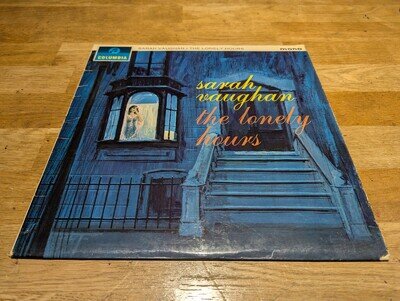 SARAH VAUGHAN / THE LONELY HOURS
mono
COLUMBIA
sarah
vaughan
the lonely
hours